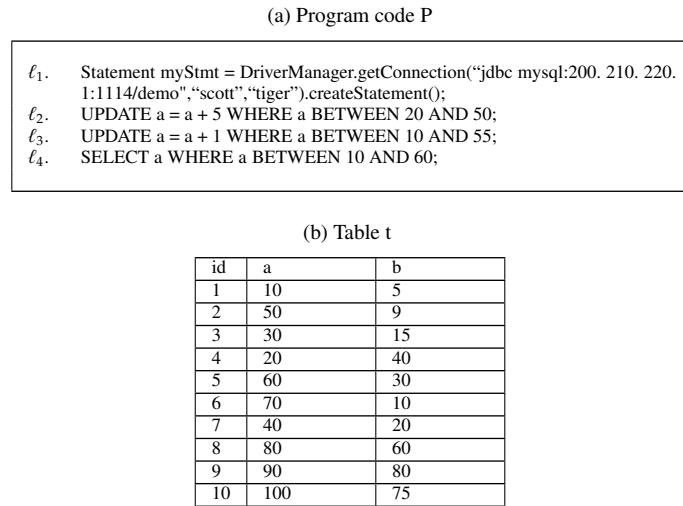 (a) Program code P
ℓ1. Statement myStmt = DriverManager.getConnection(“jdbc mysql:200. 210. 220.
1:1114/demo",“scott”,“tiger”).createStatement();
ℓ2. UPDATE a = a + 5 WHERE a BETWEEN 20 AND 50;
ℓ3. UPDATE a = a + 1 WHERE a BETWEEN 10 AND 55;
ℓ4. SELECT a WHERE a BETWEEN 10 AND 60;
(b) Table t
id a b
1 10 5
2 50 9
3 30 15
4 20 40
5 60 30
6 70 10
7 40 20
8 80 60
9 90 80
10 100 75